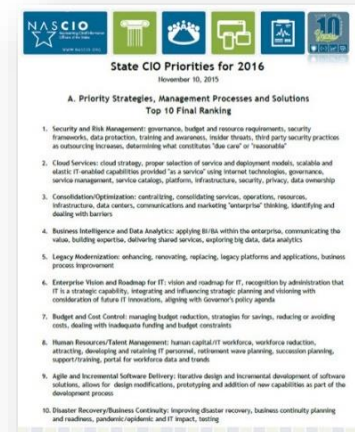 NASCIO
Representing Chief Information
Officers of the States
WWW.NASCIO.ORG
10
State CIO Priorities for 2016
November 10, 2015
A. Priority Strategies, Management Processes and Solutions
Top 10 Final Ranking
1. Security and Risk Management: governance, budget and resource requirements, security
frameworks, data protection, training and awareness, insider threats, third party security practices
as outsourcing increases, determining what constitutes "due care" or "reasonable"
2. Cloud Services: cloud strategy, proper selection of service and deployment models, scalable and
elastic IT-enabled capabilities provided "as a service" using internet technologies, governance,
service management, service catalogs, platform, infrastructure, security, privacy, data ownership
3. Consolidation/Optimization: centralizing, consolidating services, operations, resources,
infrastructure, data centers, communications and marketing "enterprise" thinking, identifying and
dealing with barriers
4. Business Intelligence and Data Analytics: applying BI/BA within the enterprise, communicating the
value, building expertise, delivering shared services, exploring big data, data analytics
5. Legacy Modernization: enhancing, renovating, replacing, legacy platforms and applications, business
process improvement
6. Enterprise Vision and Roadmap for IT: vision and roadmap for IT, recognition by administration that
IT is a strategic capability, integrating and influencing strategic planning and visioning with
consideration of future IT innovations, aligning with Governor's policy agenda
7. Budget and Cost Control: managing budget reduction, strategies for savings, reducing or avoiding
costs, dealing with inadequate funding and budget constraints
8. Human Resources/Talent Management: human capital/IT workforce, workforce reduction,
attracting, developing and retaining IT personnel, retirement wave planning, succession planning,
support/training, portal for workforce data and trends
9. Agile and Incremental Software Delivery: iterative design and incremental development of software
solutions, allows for design modifications, prototyping and addition of new capabilities as part of the
development process
10. Disaster Recovery/Business Continuity: improving disaster recovery, business continuity planning
and readiness, pandemic/epidemic and IT impact, testing